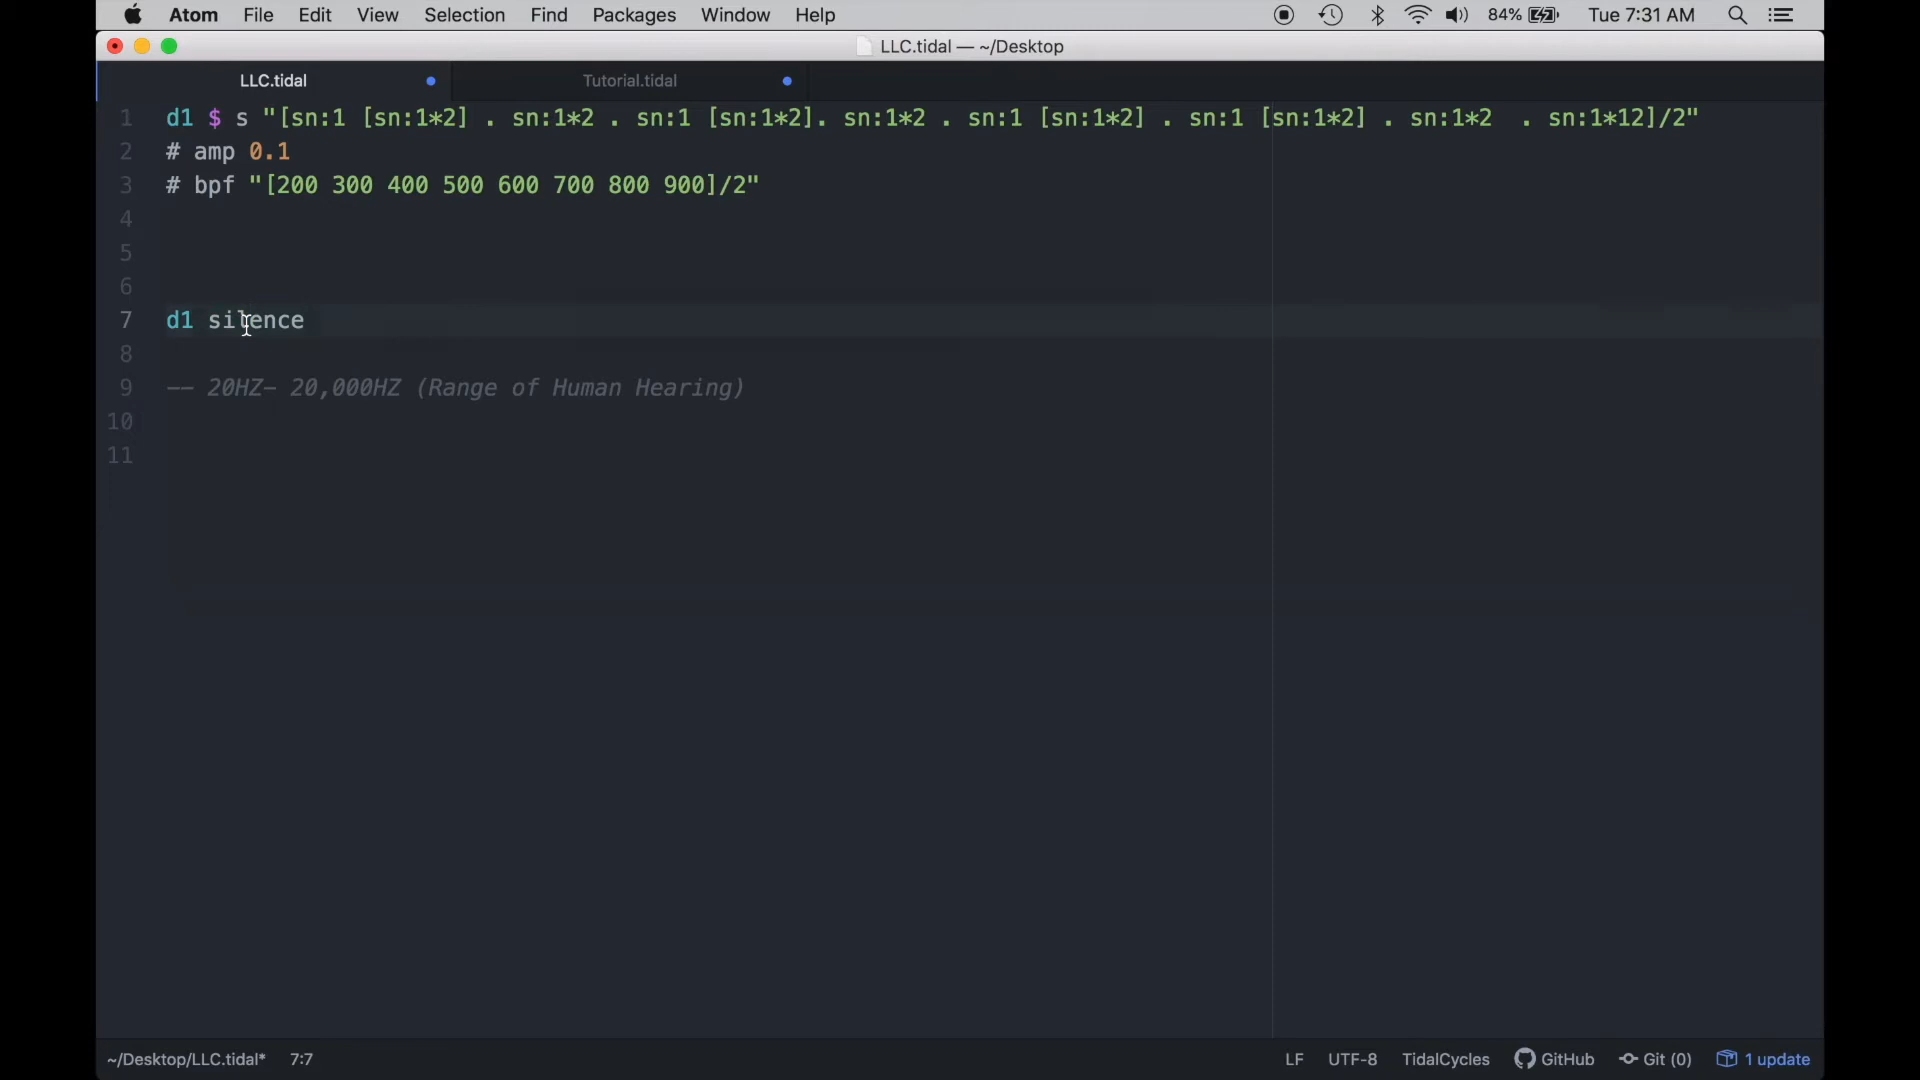 Atom File Edit View Selection Find Packages Window Help 84% Tue 7:31 AM
LLC.tidal — ~/Desktop
LLC.tidal Tutorial.tidal
1 d1 $ s "[sn:1 [sn:1*2] . sn:1*2 . sn:1 [sn:1*2]. sn:1*2 . sn:1 [sn:1*2] . sn:1 [sn:1*2] . sn:1*2  . sn:1*12]/2"
2 # amp 0.1
3 # bpf "[200 300 400 500 600 700 800 900]/2"
4
5
6
7 d1 silence
8
9 -- 20HZ- 20,000HZ (Range of Human Hearing)
10
11
~/Desktop/LLC.tidal* 7:7 LF UTF-8 TidalCycles GitHub Git (0) 1 update